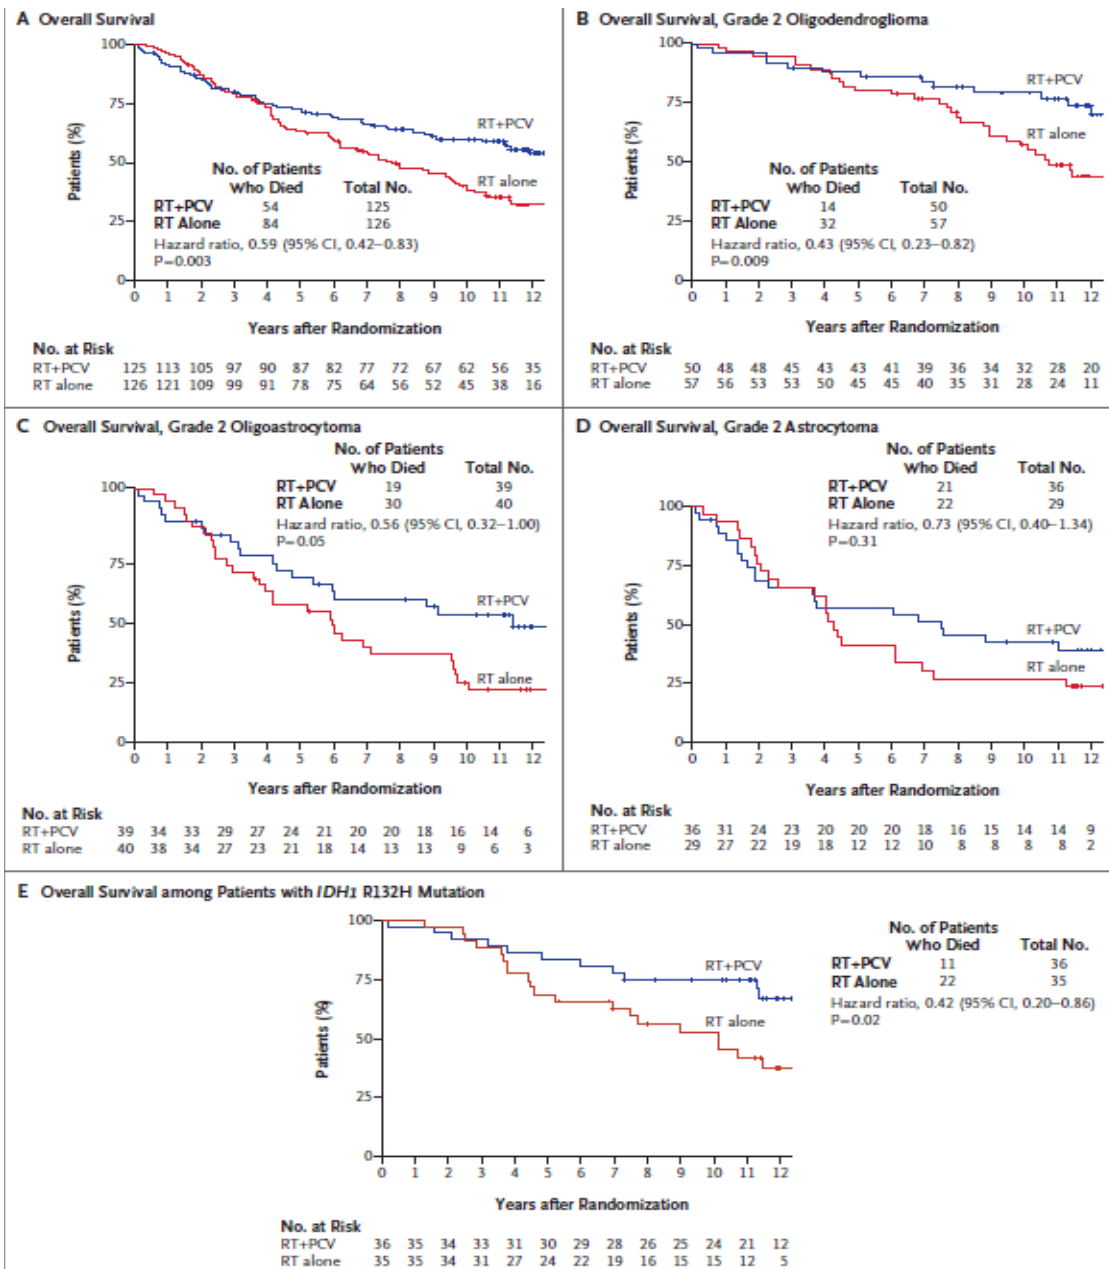 A Overall Survival
100
75
50
25
0
Patients (%)
RT+PCV
RT alone
No. of Patients
Who Died Total No.
RT+PCV 54 125
RT Alone 84 126
Hazard ratio, 0.59 (95% CI, 0.42–0.83)
P=0.003
0 1 2 3 4 5 6 7 8 9 10 11 12
Years after Randomization
No. at Risk
RT+PCV 125 113 105 97 90 87 82 77 72 67 62 56 35
RT alone 126 121 109 99 91 78 75 64 56 52 45 38 16
B Overall Survival, Grade 2 Oligodendroglioma
100
75
50
25
0
Patients (%)
RT+PCV
RT alone
No. of Patients
Who Died Total No.
RT+PCV 14 50
RT Alone 32 57
Hazard ratio, 0.43 (95% CI, 0.23–0.82)
P=0.009
0 1 2 3 4 5 6 7 8 9 10 11 12
Years after Randomization
No. at Risk
RT+PCV 50 48 48 45 43 43 41 39 36 34 32 28 20
RT alone 57 56 53 53 50 45 45 40 35 31 28 24 11
C Overall Survival, Grade 2 Oligoastrocytoma
No. of Patients
Who Died Total No.
RT+PCV 19 39
RT Alone 30 40
Hazard ratio, 0.56 (95% CI, 0.32–1.00)
P=0.05
100
75
50
25
0
Patients (%)
RT+PCV
RT alone
0 1 2 3 4 5 6 7 8 9 10 11 12
Years after Randomization
No. at Risk
RT+PCV 39 34 33 29 27 24 21 20 20 18 16 14 6
RT alone 40 38 34 27 23 21 18 14 13 13 9 6 3
D Overall Survival, Grade 2 Astrocytoma
No. of Patients
Who Died Total No.
RT+PCV 21 36
RT Alone 22 29
Hazard ratio, 0.73 (95% CI, 0.40–1.34)
P=0.31
100
75
50
25
0
Patients (%)
RT+PCV
RT alone
0 1 2 3 4 5 6 7 8 9 10 11 12
Years after Randomization
No. at Risk
RT+PCV 36 31 24 23 20 20 20 18 16 15 14 14 9
RT alone 29 27 22 19 18 12 12 10 8 8 8 8 2
E Overall Survival among Patients with IDH1 R132H Mutation
100
75
50
25
0
Patients (%)
RT+PCV
RT alone
No. of Patients
Who Died Total No.
RT+PCV 11 36
RT Alone 22 35
Hazard ratio, 0.42 (95% CI, 0.20–0.86)
P=0.02
0 1 2 3 4 5 6 7 8 9 10 11 12
Years after Randomization
No. at Risk
RT+PCV 36 35 34 33 31 30 29 28 26 25 24 21 12
RT alone 35 35 34 31 27 24 22 19 16 15 15 12 5